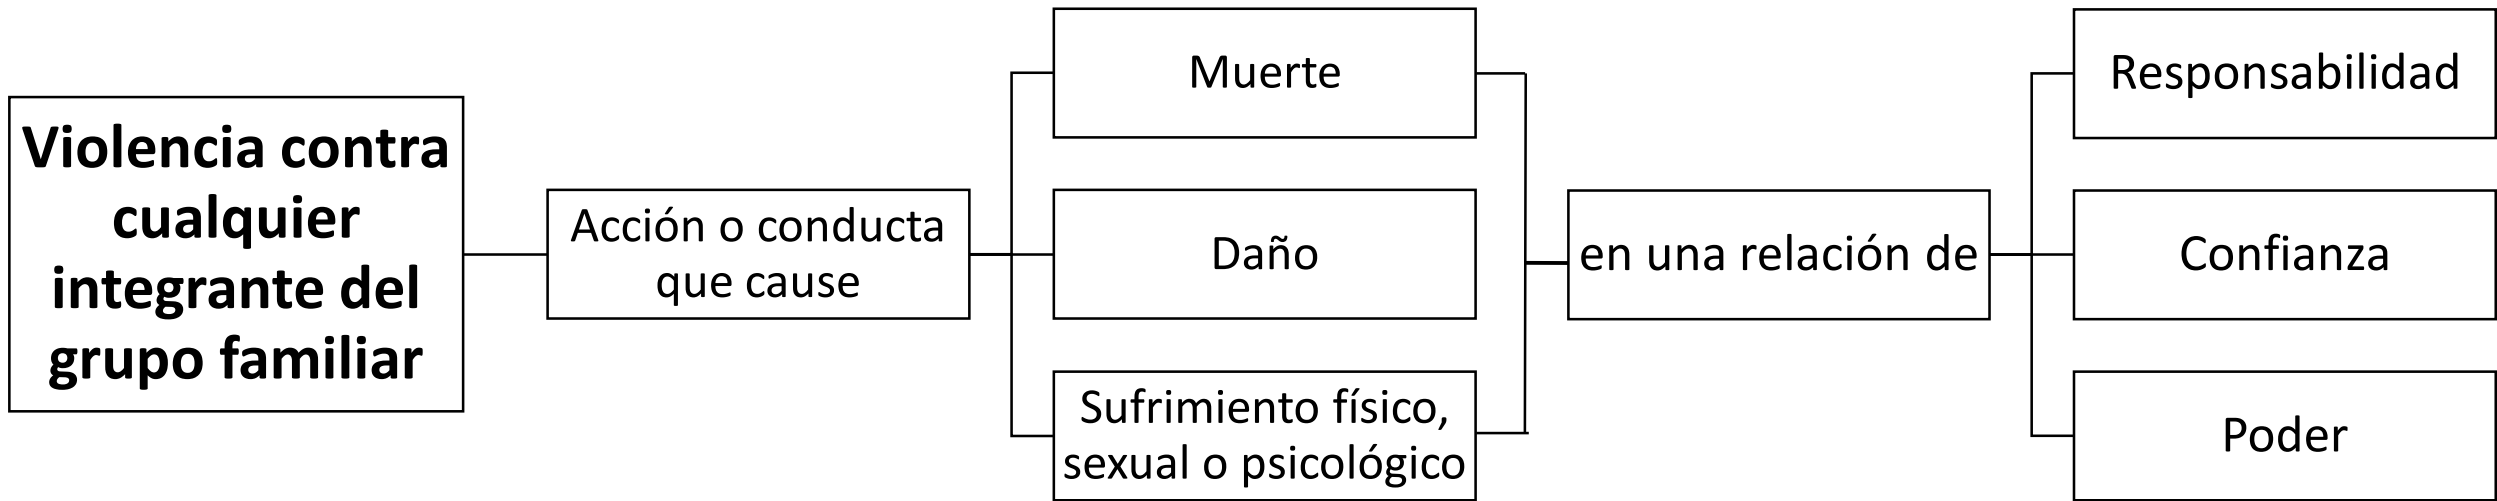 Violencia contra
cualquier
integrante del
grupo familiar
Acción o conducta
que cause
Muerte
Daño
Sufrimiento físico,
sexual o psicológico
en una relación de
Responsabilidad
Confianza
Poder